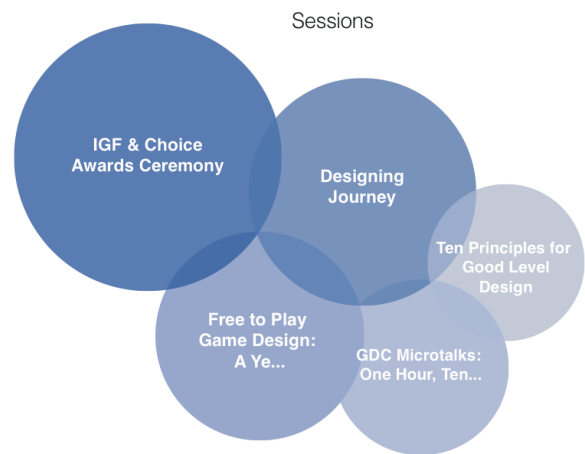 Sessions
IGF & Choice
Awards Ceremony
Designing
Journey
Ten Principles for
Good Level
Design
Free to Play
Game Design:
A Ye...
GDC Microtalks:
One Hour, Ten...